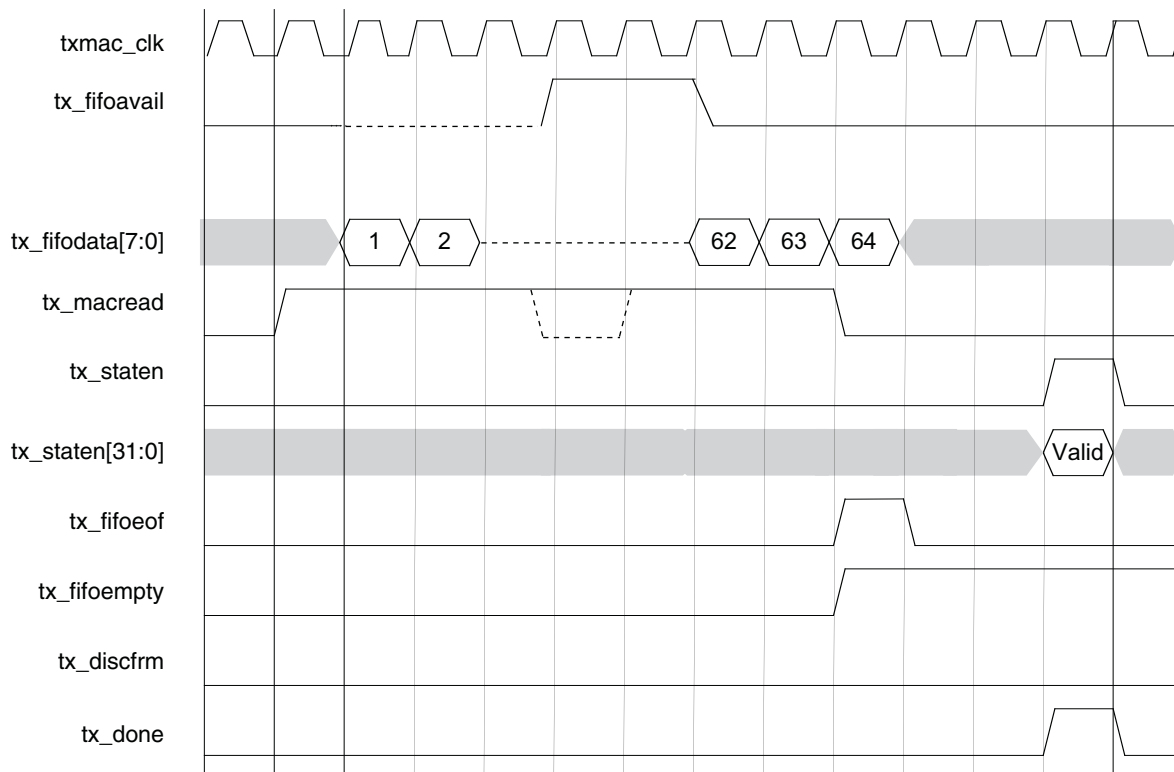 txmac_clk
tx_fifoavail
tx_fifodata[7:0]
1 2 62 63 64
tx_macread
tx_staten
tx_staten[31:0]
Valid
tx_fifoeof
tx_fifoempty
tx_discfrm
tx_done